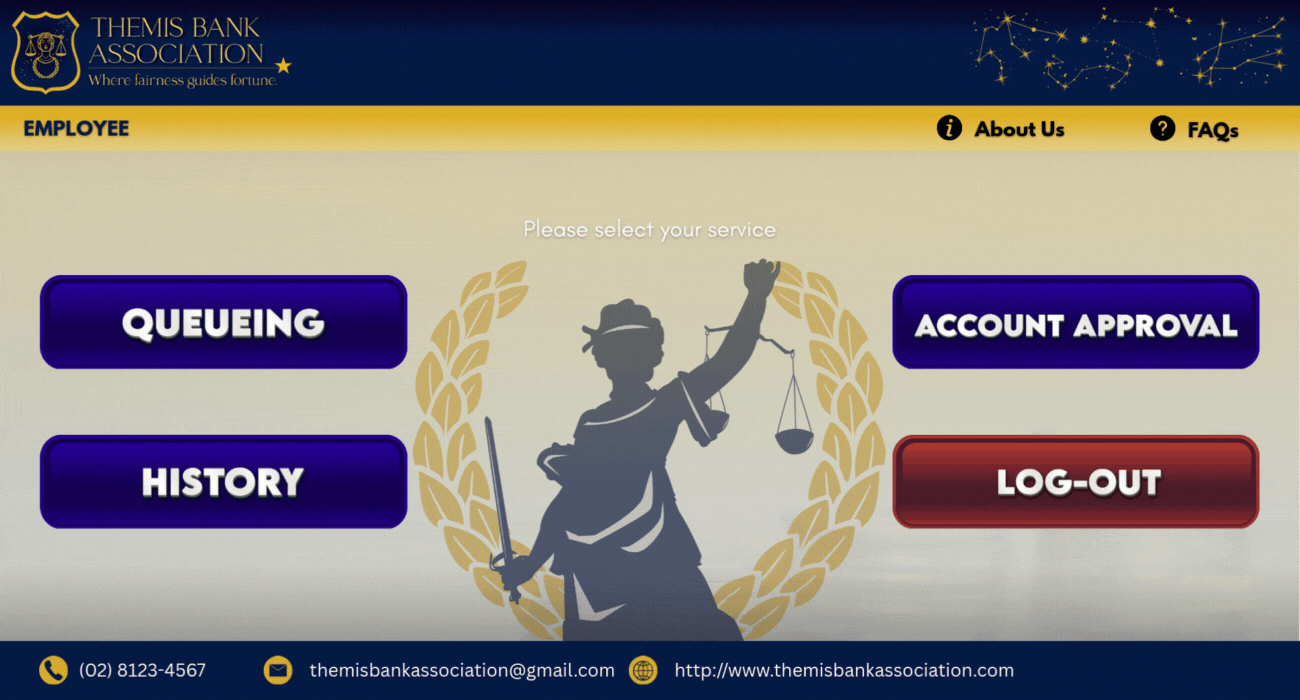 THEMIS BANK
ASSOCIATION
Where fairness guides fortune.
EMPLOYEE
About Us
FAQs
Please select your service
QUEUEING
ACCOUNT APPROVAL
HISTORY
LOG-OUT
(02) 8123-4567
themisbankassociation@gmail.com
http://www.themisbankassociation.com